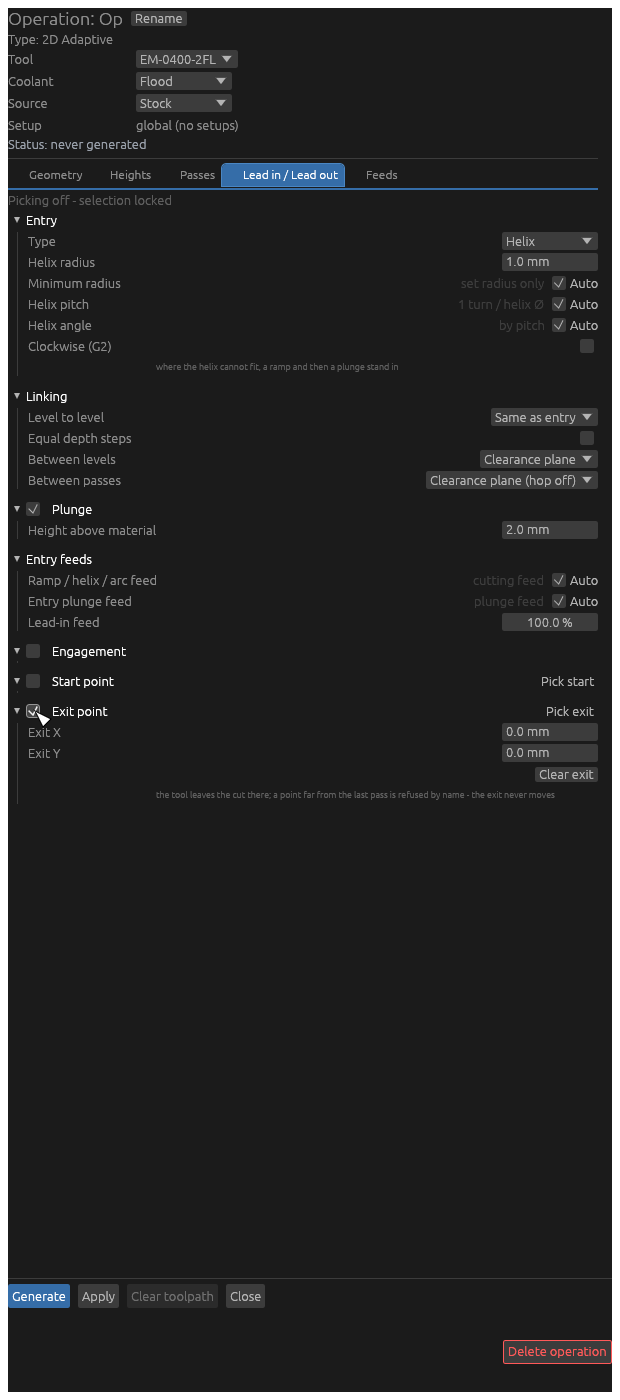 Operation: Op Rename
Type: 2D Adaptive
Tool EM-0400-2FL
Coolant Flood
Source Stock
Setup global (no setups)
Status: never generated
Geometry Heights Passes Lead in / Lead out Feeds
Picking off - selection locked
Entry
Type Helix
Helix radius 1.0 mm
Minimum radius set radius only Auto
Helix pitch 1 turn / helix Ø Auto
Helix angle by pitch Auto
Clockwise (G2)
where the helix cannot fit, a ramp and then a plunge stand in
Linking
Level to level Same as entry
Equal depth steps
Between levels Clearance plane
Between passes Clearance plane (hop off)
Plunge
Height above material 2.0 mm
Entry feeds
Ramp / helix / arc feed cutting feed Auto
Entry plunge feed plunge feed Auto
Lead-in feed 100.0 %
Engagement
Start point Pick start
Exit point Pick exit
Exit X 0.0 mm
Exit Y 0.0 mm
Clear exit
the tool leaves the cut there; a point far from the last pass is refused by name - the exit never moves
Generate Apply Clear toolpath Close
Delete operation